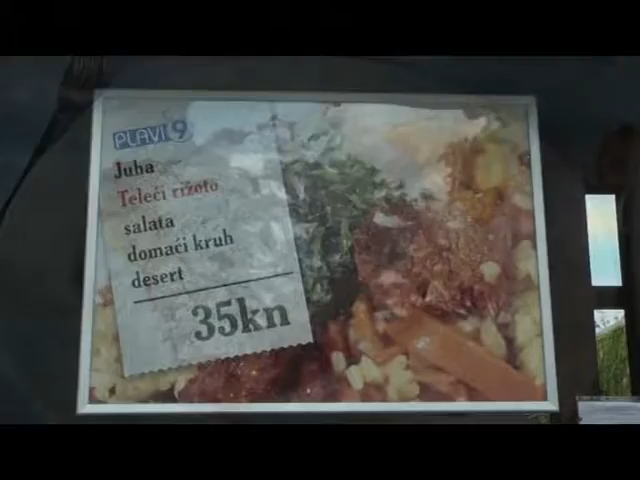 PLAVI 9
Juha
Teleći rižoto
salata
domaći kruh
desert
35kn